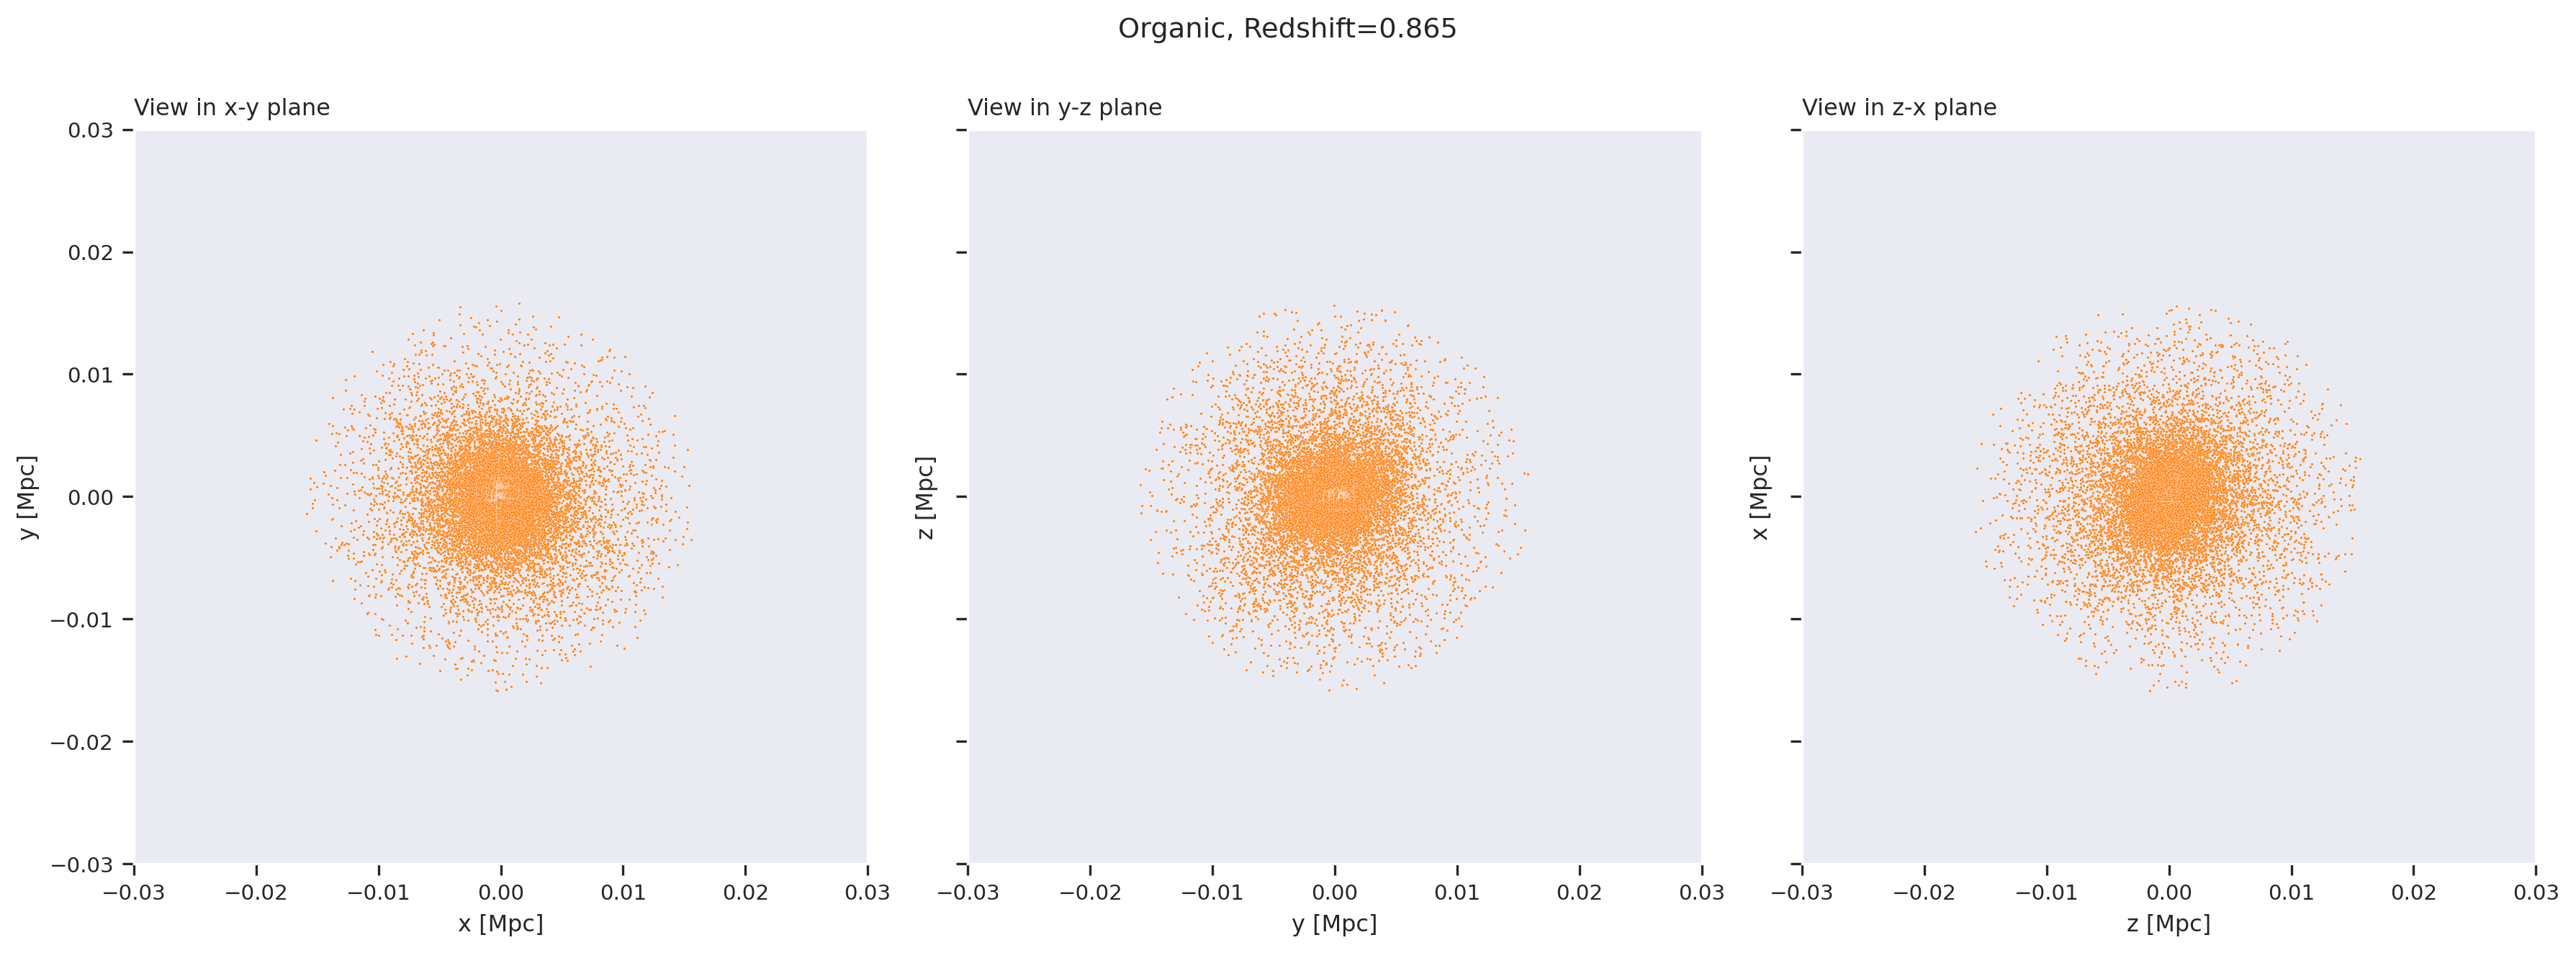 Organic, Redshift=0.865
View in x-y plane
0.03
0.02
0.01
0.00
−0.01
−0.02
−0.03
y [Mpc]
−0.03 −0.02 −0.01 0.00 0.01 0.02 0.03
x [Mpc]
View in y-z plane
z [Mpc]
−0.03 −0.02 −0.01 0.00 0.01 0.02 0.03
y [Mpc]
View in z-x plane
x [Mpc]
−0.03 −0.02 −0.01 0.00 0.01 0.02 0.03
z [Mpc]